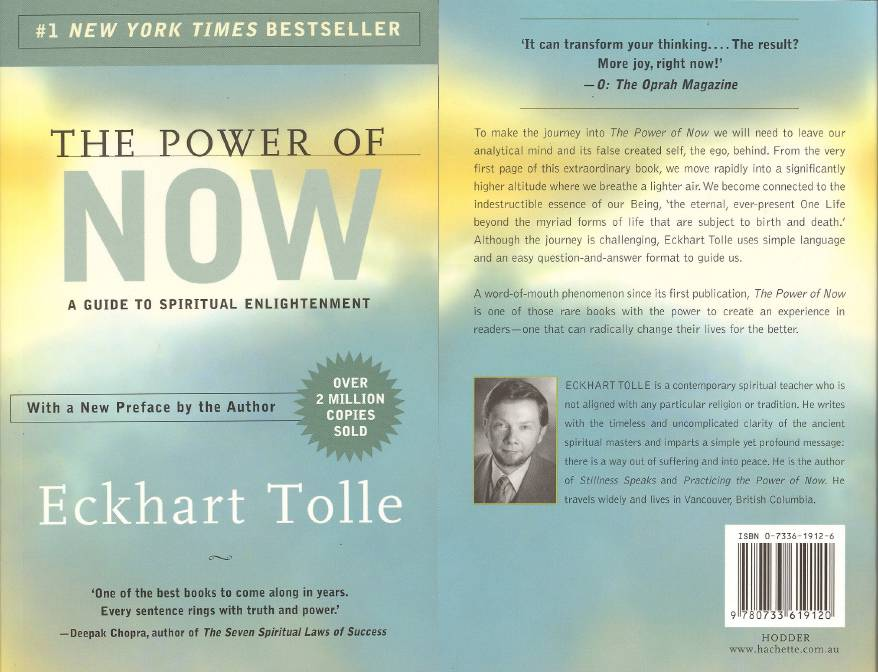 #1 NEW YORK TIMES BESTSELLER
THE POWER OF
NOW
A GUIDE TO SPIRITUAL ENLIGHTENMENT
With a New Preface by the Author
OVER
2 MILLION
COPIES
SOLD
Eckhart Tolle
'One of the best books to come along in years.
Every sentence rings with truth and power.'
—Deepak Chopra, author of The Seven Spiritual Laws of Success
'It can transform your thinking.... The result?
More joy, right now!'
—O: The Oprah Magazine
To make the journey into The Power of Now we will need to leave our
analytical mind and its false created self, the ego, behind. From the very
first page of this extraordinary book, we move rapidly into a significantly
higher altitude where we breathe a lighter air. We become connected to the
indestructible essence of our Being, 'the eternal, ever-present One Life
beyond the myriad forms of life that are subject to birth and death.'
Although the journey is challenging, Eckhart Tolle uses simple language
and an easy question-and-answer format to guide us.
A word-of-mouth phenomenon since its first publication, The Power of Now
is one of those rare books with the power to create an experience in
readers—one that can radically change their lives for the better.
ECKHART TOLLE is a contemporary spiritual teacher who is
not aligned with any particular religion or tradition. He writes
with the timeless and uncomplicated clarity of the ancient
spiritual masters and imparts a simple yet profound message:
there is a way out of suffering and into peace. He is the author
of Stillness Speaks and Practicing the Power of Now. He
travels widely and lives in Vancouver, British Columbia.
ISBN 0-7336-1912-6
9 780733 619120
HODDER
www.hachette.com.au